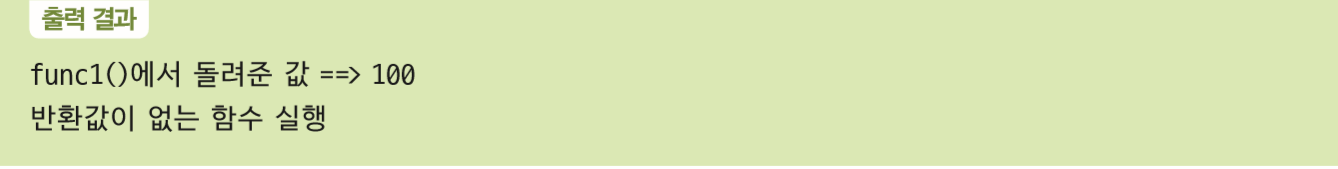 출력 결과
func1()에서 돌려준 값 ==> 100
반환값이 없는 함수 실행